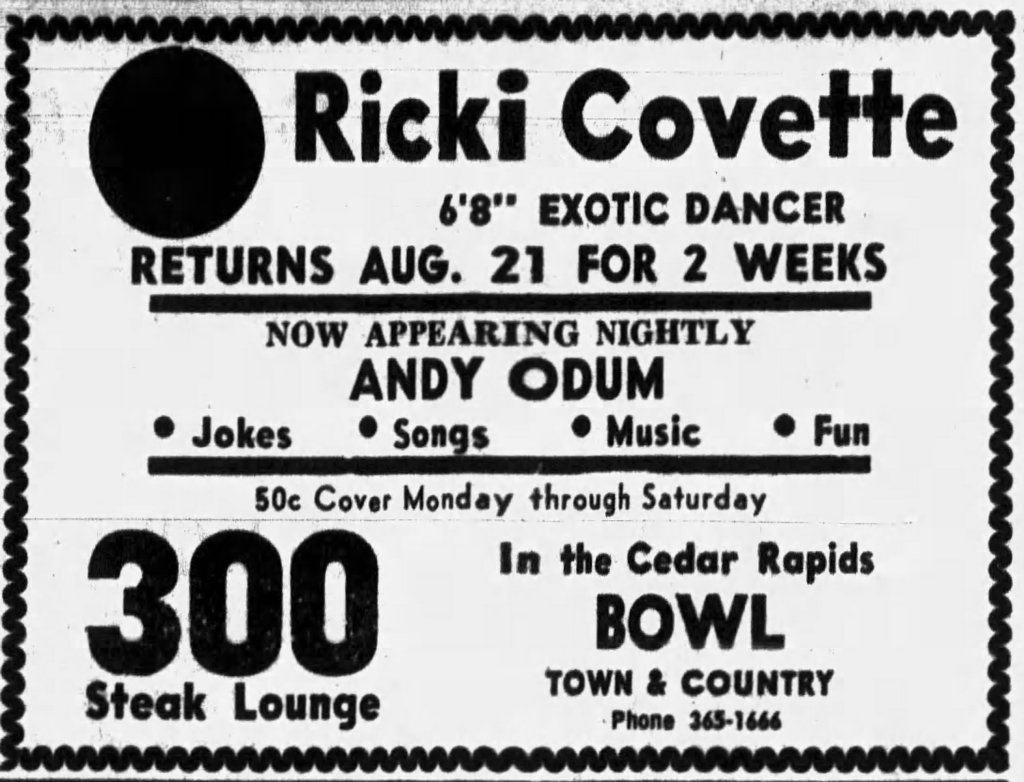 Ricki Covette
6'8" EXOTIC DANCER
RETURNS AUG. 21 FOR 2 WEEKS
NOW APPEARING NIGHTLY
ANDY ODUM
• Jokes • Songs • Music • Fun
50c Cover Monday through Saturday
300
Steak Lounge
In the Cedar Rapids
BOWL
TOWN & COUNTRY
Phone 365-1666